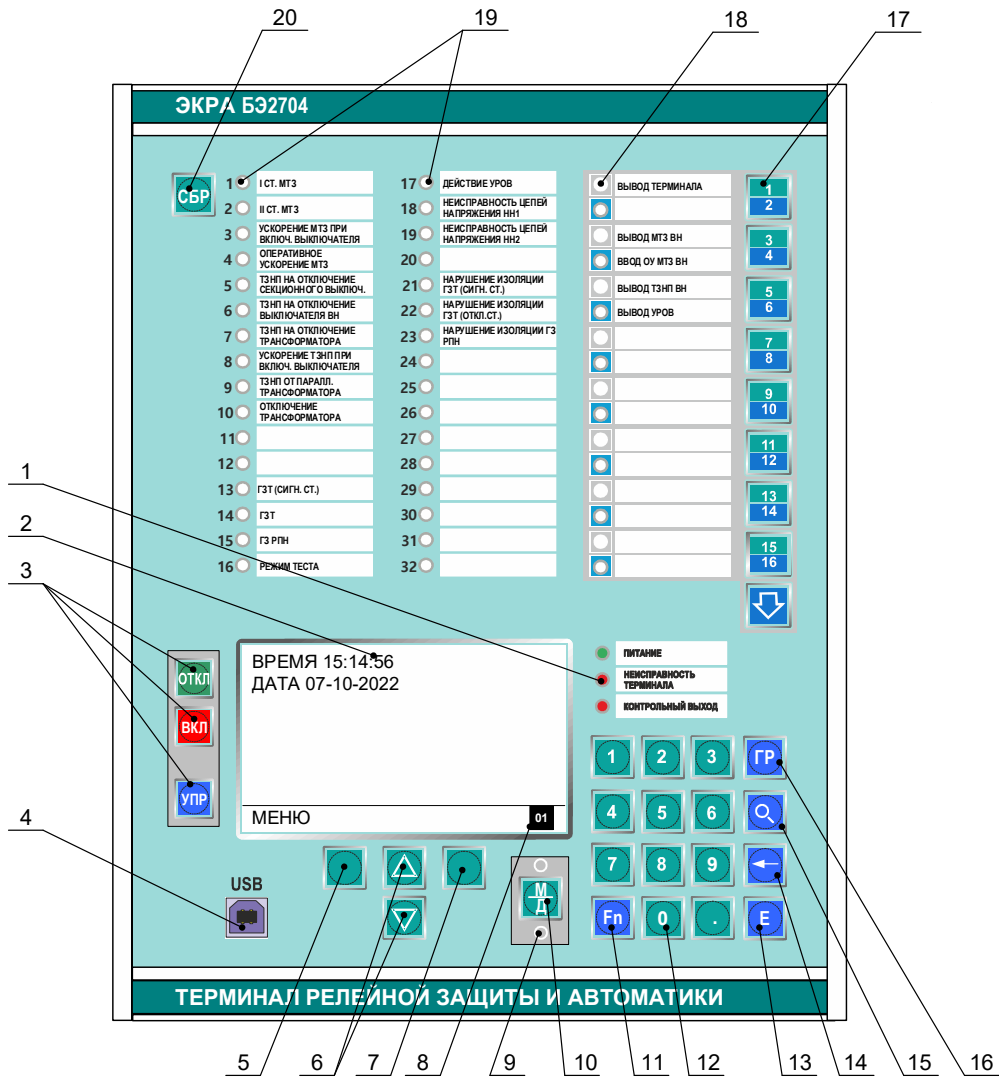 20
19
18
17
ЭКРА БЭ2704
СБР
1
I СТ. МТЗ
2
II СТ. МТЗ
3
УСКОРЕНИЕ МТЗ ПРИ
ВКЛЮЧ. ВЫКЛЮЧАТЕЛЯ
4
ОПЕРАТИВНОЕ
УСКОРЕНИЕ МТЗ
5
ТЗНП НА ОТКЛЮЧЕНИЕ
СЕКЦИОННОГО ВЫКЛЮЧ.
6
ТЗНП НА ОТКЛЮЧЕНИЕ
ВЫКЛЮЧАТЕЛЯ ВН
7
ТЗНП НА ОТКЛЮЧЕНИЕ
ТРАНСФОРМАТОРА
8
УСКОРЕНИЕ ТЗНП ПРИ
ВКЛЮЧ. ВЫКЛЮЧАТЕЛЯ
9
ТЗНП ОТ ПАРАЛЛ.
ТРАНСФОРМАТОРА
10
ОТКЛЮЧЕНИЕ
ТРАНСФОРМАТОРА
11
12
13
ГЗТ (СИГН. СТ.)
14
ГЗТ
15
ГЗ РПН
16
РЕЖИМ ТЕСТА
17
ДЕЙСТВИЕ УРОВ
18
НЕИСПРАВНОСТЬ ЦЕПЕЙ
НАПРЯЖЕНИЯ НН1
19
НЕИСПРАВНОСТЬ ЦЕПЕЙ
НАПРЯЖЕНИЯ НН2
20
21
НАРУШЕНИЕ ИЗОЛЯЦИИ
ГЗТ (СИГН. СТ.)
22
НАРУШЕНИЕ ИЗОЛЯЦИИ
ГЗТ (ОТКЛ.СТ.)
23
НАРУШЕНИЕ ИЗОЛЯЦИИ ГЗ
РПН
24
25
26
27
28
29
30
31
32
ВЫВОД ТЕРМИНАЛА
ВЫВОД МТЗ ВН
ВВОД ОУ МТЗ ВН
ВЫВОД ТЗНП ВН
ВЫВОД УРОВ
1
2
3
4
5
6
7
8
9
10
11
12
13
14
15
16
1
2
3
ОТКЛ
ВКЛ
УПР
4
ВРЕМЯ 15:14:56
ДАТА 07-10-2022
МЕНЮ
01
ПИТАНИЕ
НЕИСПРАВНОСТЬ
ТЕРМИНАЛА
КОНТРОЛЬНЫЙ ВЫХОД
1 2 3 ГР
4 5 6
7 8 9
Fn 0 . E
USB
М
Д
ТЕРМИНАЛ РЕЛЕЙНОЙ ЗАЩИТЫ И АВТОМАТИКИ
5
6
7
8
9
10
11
12
13
14
15
16